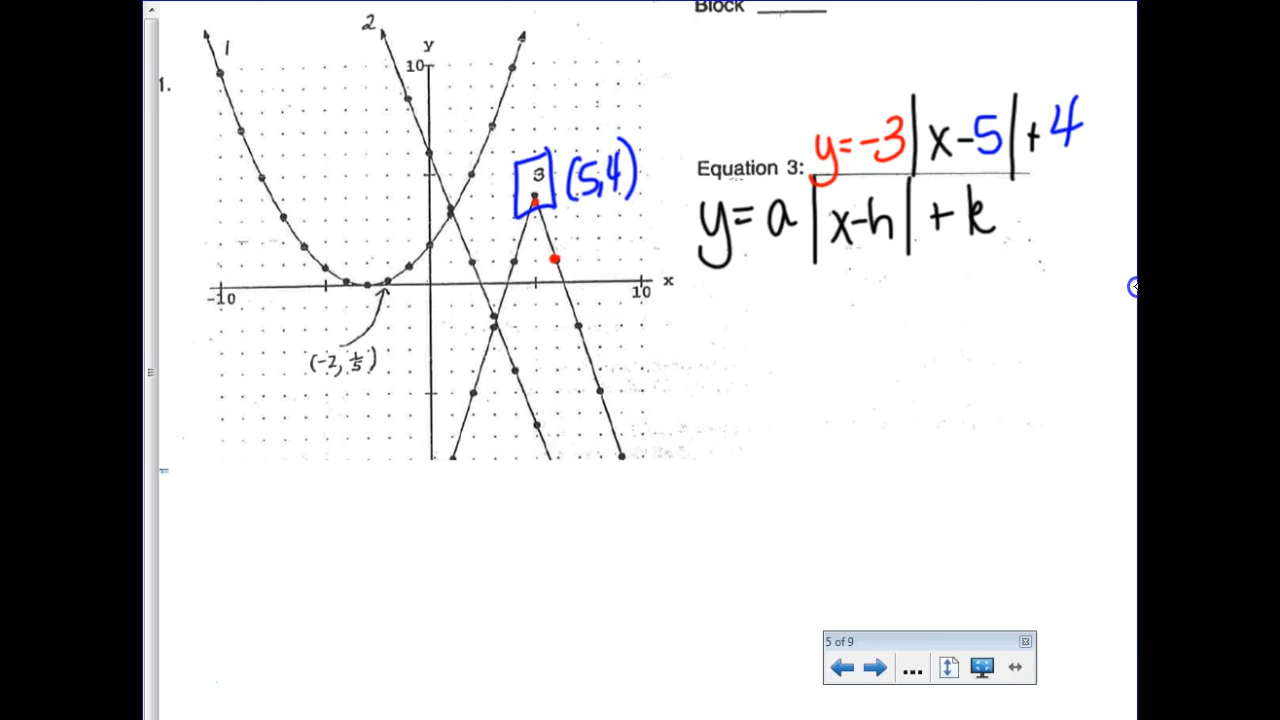 Block
1.
1
2
y
10
3
(5,4)
y=-3|x-5|+4
Equation 3:
y=a|x-h|+k
x
-10
10
(-2, 1/5)
5 of 9
...